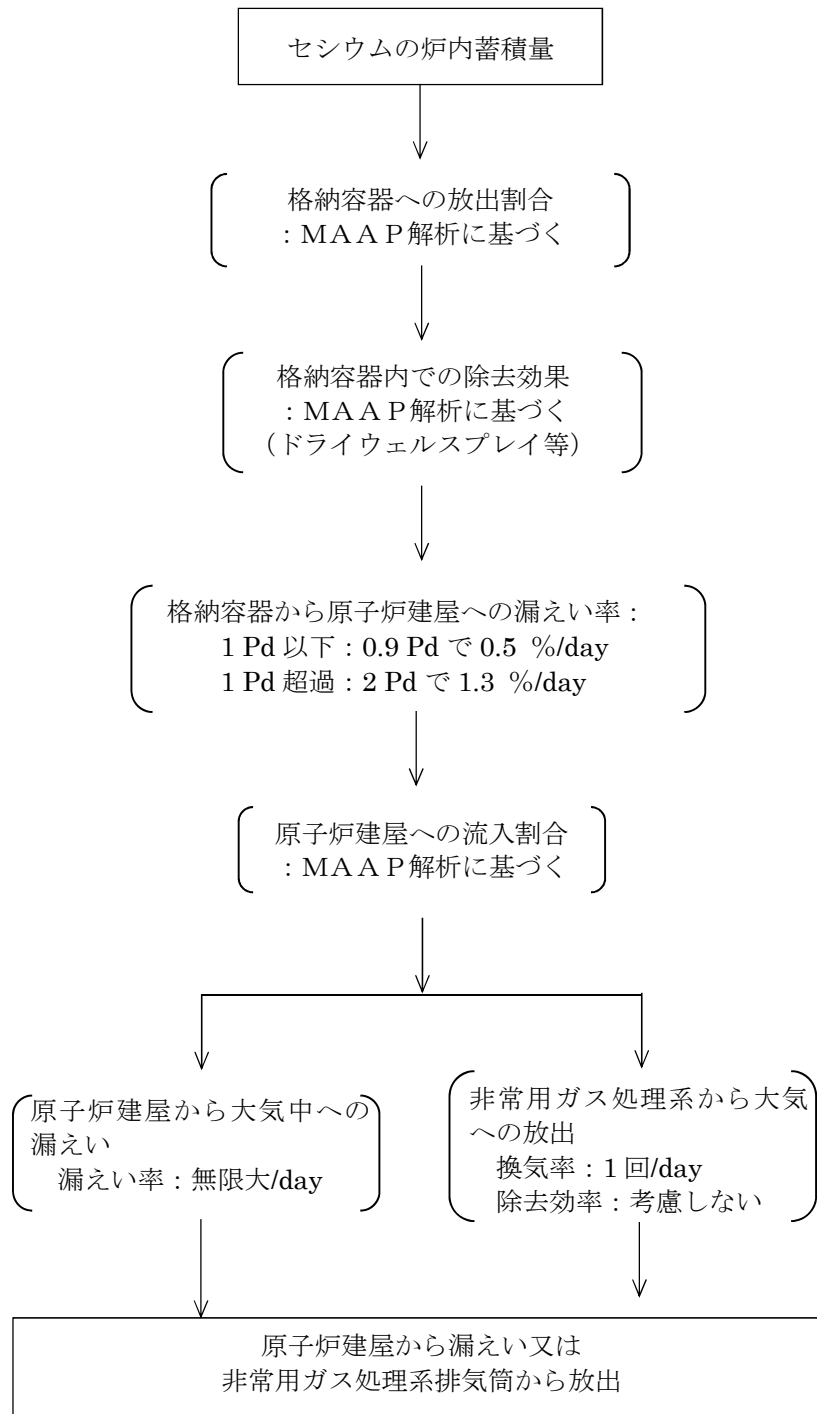 セシウムの炉内蓄積量
格納容器への放出割合
：ＭＡＡＰ解析に基づく
格納容器内での除去効果
：ＭＡＡＰ解析に基づく
（ドライウェルスプレイ等）
格納容器から原子炉建屋への漏えい率：
1 Pd 以下：0.9 Pd で 0.5 %/day
1 Pd 超過：2 Pd で 1.3 %/day
原子炉建屋への流入割合
：ＭＡＡＰ解析に基づく
原子炉建屋から大気中への
漏えい
漏えい率：無限大/day
非常用ガス処理系から大気
への放出
換気率：1 回/day
除去効率：考慮しない
原子炉建屋から漏えい又は
非常用ガス処理系排気筒から放出